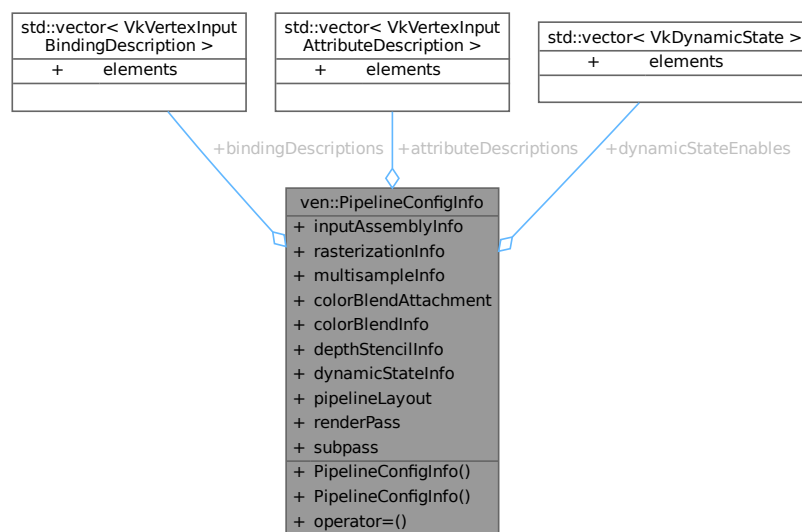 std::vector< VkVertexInput
BindingDescription >
+ elements
std::vector< VkVertexInput
AttributeDescription >
+ elements
std::vector< VkDynamicState >
+ elements
+bindingDescriptions
+attributeDescriptions
+dynamicStateEnables
ven::PipelineConfigInfo
+ inputAssemblyInfo
+ rasterizationInfo
+ multisampleInfo
+ colorBlendAttachment
+ colorBlendInfo
+ depthStencilInfo
+ dynamicStateInfo
+ pipelineLayout
+ renderPass
+ subpass
+ PipelineConfigInfo()
+ PipelineConfigInfo()
+ operator=()